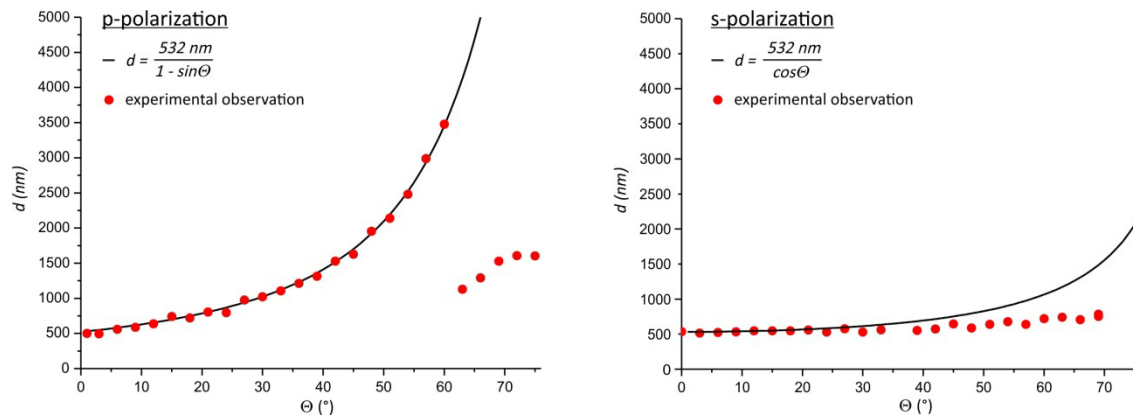 p-polarization
d = 532 nm / 1 - sinΘ
experimental observation
5000
4500
4000
3500
3000
2500
2000
1500
1000
500
0
d (nm)
0 10 20 30 40 50 60 70
Θ (°)
s-polarization
d = 532 nm / cosΘ
experimental observation
5000
4500
4000
3500
3000
2500
2000
1500
1000
500
0
d (nm)
0 10 20 30 40 50 60 70
Θ (°)